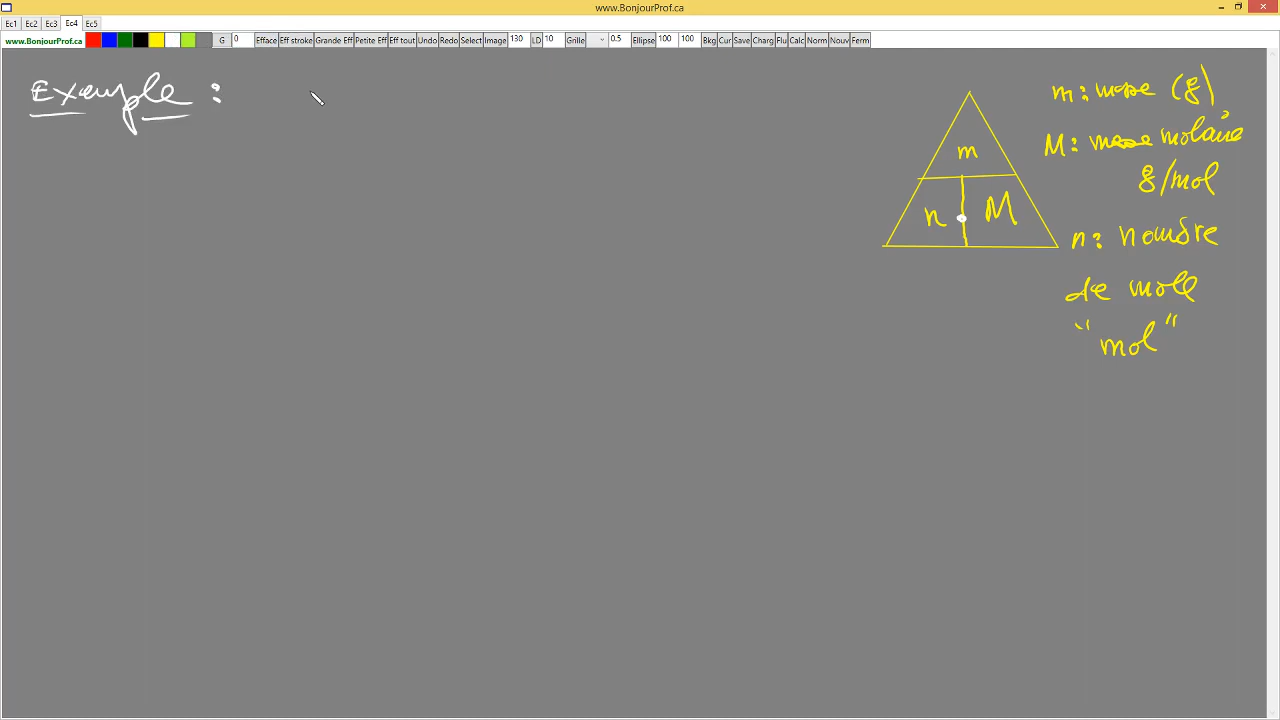 www.BonjourProf.ca
Ec1 Ec2 Ec3 Ec4 Ec5
www.BonjourProf.ca G 0 Efface Eff stroke Grande Eff Petite Eff Eff tout Undo Redo Select Image 130 LD 10 Grille 0.5 Ellipse 100 100 Bkg Cur Save Charg Flu Calc Norm Nouv Ferm
Example :
m
n M
m: masse (g)
M: masse molaire
g/mol
n: nombre
de mole
"mol"